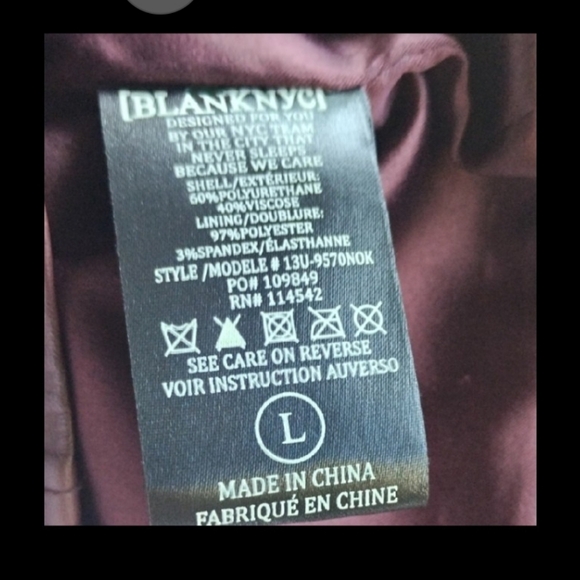 [BLANKNYC]
DESIGNED FOR YOU
BY OUR NYC TEAM
IN THE CITY THAT
NEVER SLEEPS
BECAUSE WE CARE
SHELL/EXTÉRIEUR:
60%POLYURETHANE
40%VISCOSE
LINING/DOUBLURE:
97%POLYESTER
3%SPANDEX/ÉLASTHANNE
STYLE /MODELE # 13U-9570NOK
PO# 109849
RN# 114542
SEE CARE ON REVERSE
VOIR INSTRUCTION AUVERSO
L
MADE IN CHINA
FABRIQUÉ EN CHINE